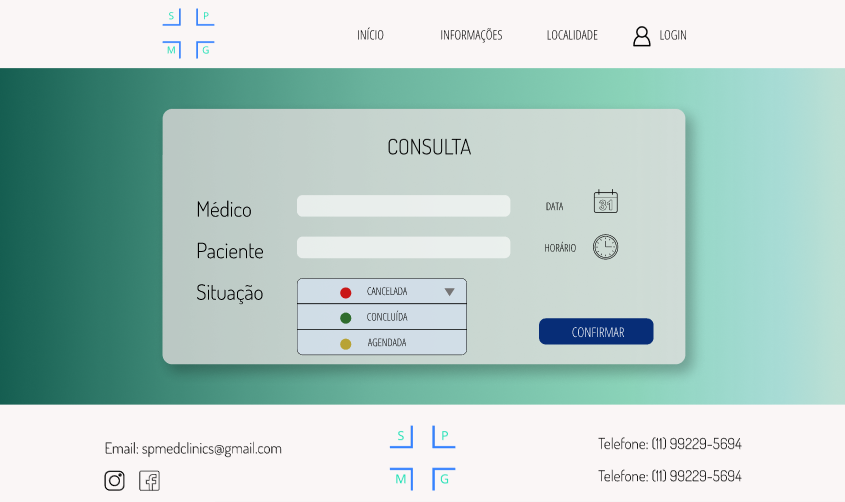 S P
M G
INÍCIO INFORMAÇÕES LOCALIDADE LOGIN
CONSULTA
Médico
DATA 31
Paciente
HORÁRIO
Situação
CANCELADA
CONCLUÍDA
AGENDADA
CONFIRMAR
Email: spmedclinics@gmail.com
S P
M G
Telefone: (11) 99229-5694
Telefone: (11) 99229-5694